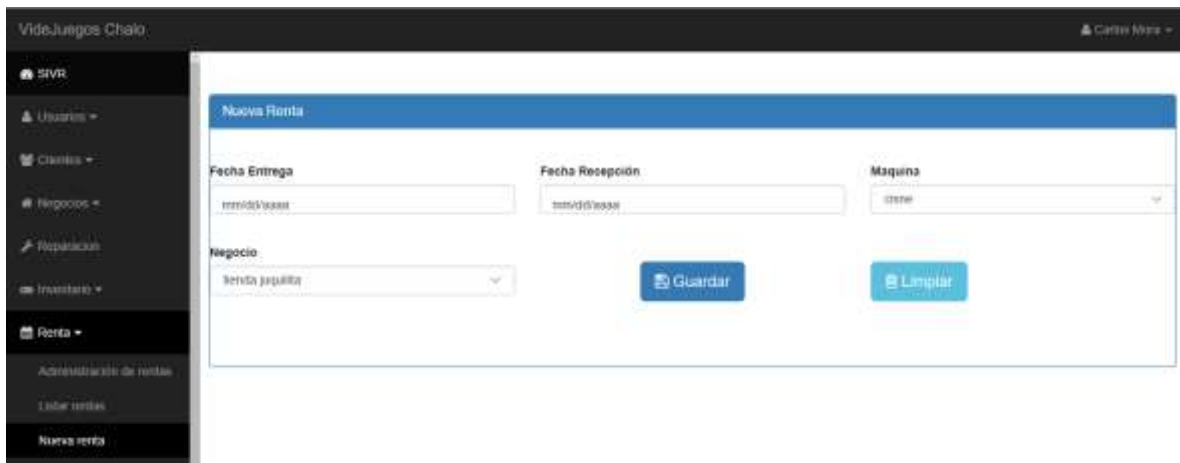 VideJuegos Chalo
Carlos Mora
SIVR
Usuarios
Clientes
Negocios
Reparacion
Inventario
Renta
Administración de rentas
Listar rentas
Nueva renta
Nueva Renta
Fecha Entrega
Fecha Recepción
Maquina
mm/dd/aaaa
mm/dd/aaaa
Negocio
tienda juquilita
Guardar
Limpiar